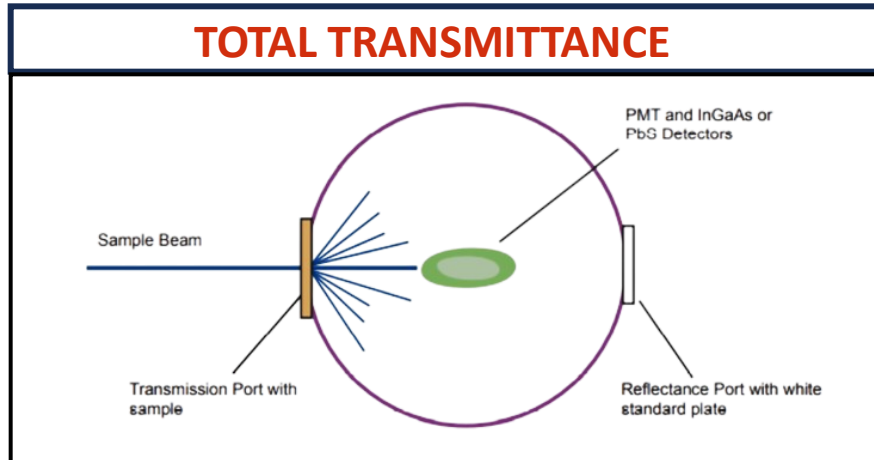 TOTAL TRANSMITTANCE
PMT and InGaAs or
PbS Detectors
Sample Beam
Transmission Port with
sample
Reflectance Port with white
standard plate